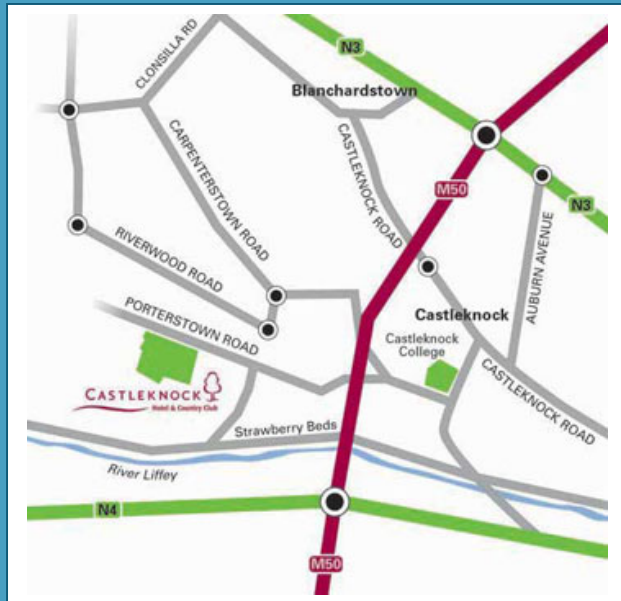 N3
CLONSILLA RD
Blanchardstown
CARPENTERSTOWN ROAD
CASTLEKNOCK ROAD
M50
N3
RIVERWOOD ROAD
AUBURN AVENUE
PORTERSTOWN ROAD
Castleknock
Castleknock
College
CASTLEKNOCK ROAD
CASTLEKNOCK
Hotel & Country Club
Strawberry Beds
River Liffey
N4
M50